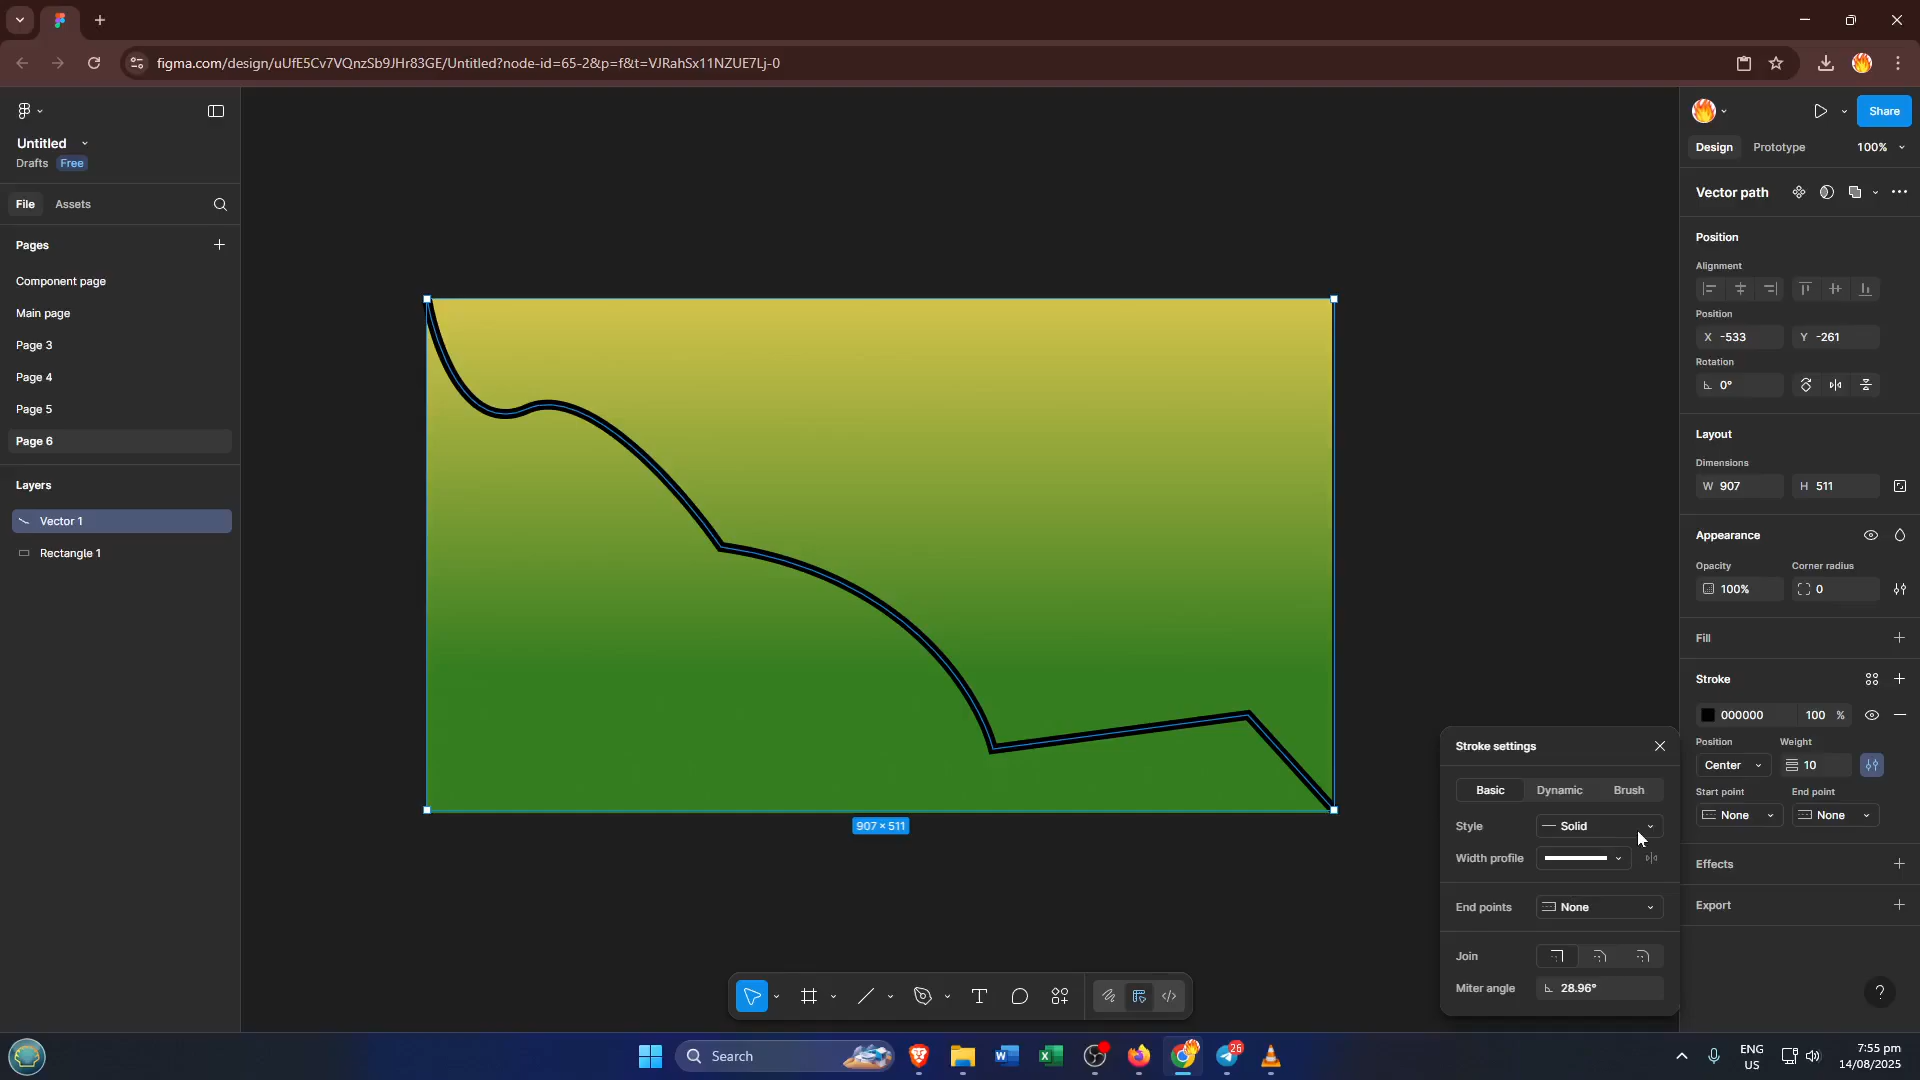 figma.com/design/uUfE5Cv7VQnzSb9JHr83GE/Untitled?node-id=65-2&p=f&t=VJRahSx11NZUE7Lj-0
Untitled
Drafts Free
File Assets
Pages
Component page
Main page
Page 3
Page 4
Page 5
Page 6
Layers
Vector 1
Rectangle 1
907 × 511
Share
Design Prototype 100%
Vector path
Position
Alignment
Position
X -533 Y -261
Rotation
0°
Layout
Dimensions
W 907 H 511
Appearance
Opacity Corner radius
100% 0
Fill
Stroke
000000 100 %
Position Weight
Center 10
Start point End point
None None
Effects
Export
Stroke settings
Basic Dynamic Brush
Style Solid
Width profile
End points None
Join
Miter angle 28.96°
?
Search
26
ENG
US
7:55 pm
14/08/2025